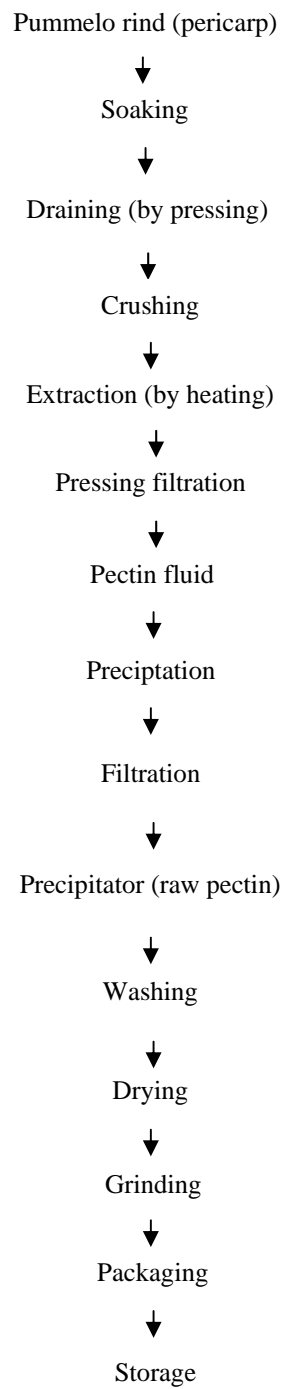 Pummelo rind (pericarp)
Soaking
Draining (by pressing)
Crushing
Extraction (by heating)
Pressing filtration
Pectin fluid
Preciptation
Filtration
Precipitator (raw pectin)
Washing
Drying
Grinding
Packaging
Storage